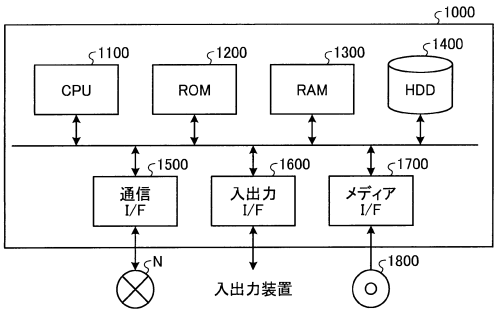 1000
1100
1200
1300
1400
CPU
ROM
RAM
HDD
1500
1600
1700
通信
I/F
入出力
I/F
メディア
I/F
N
1800
入出力装置